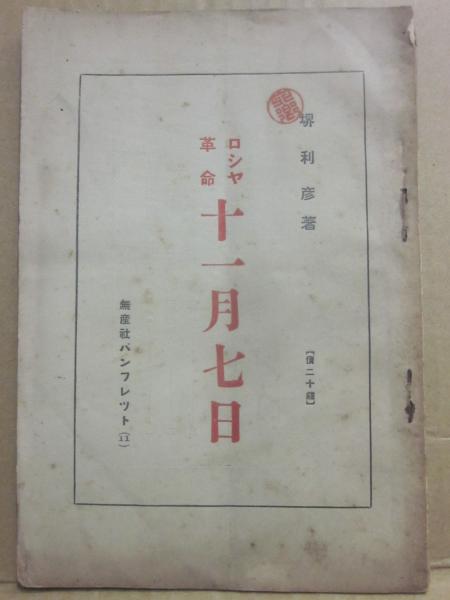 堺利彦著
【價二十錢】
ロシヤ
革命
十一月七日
無産社パンフレツト(11)